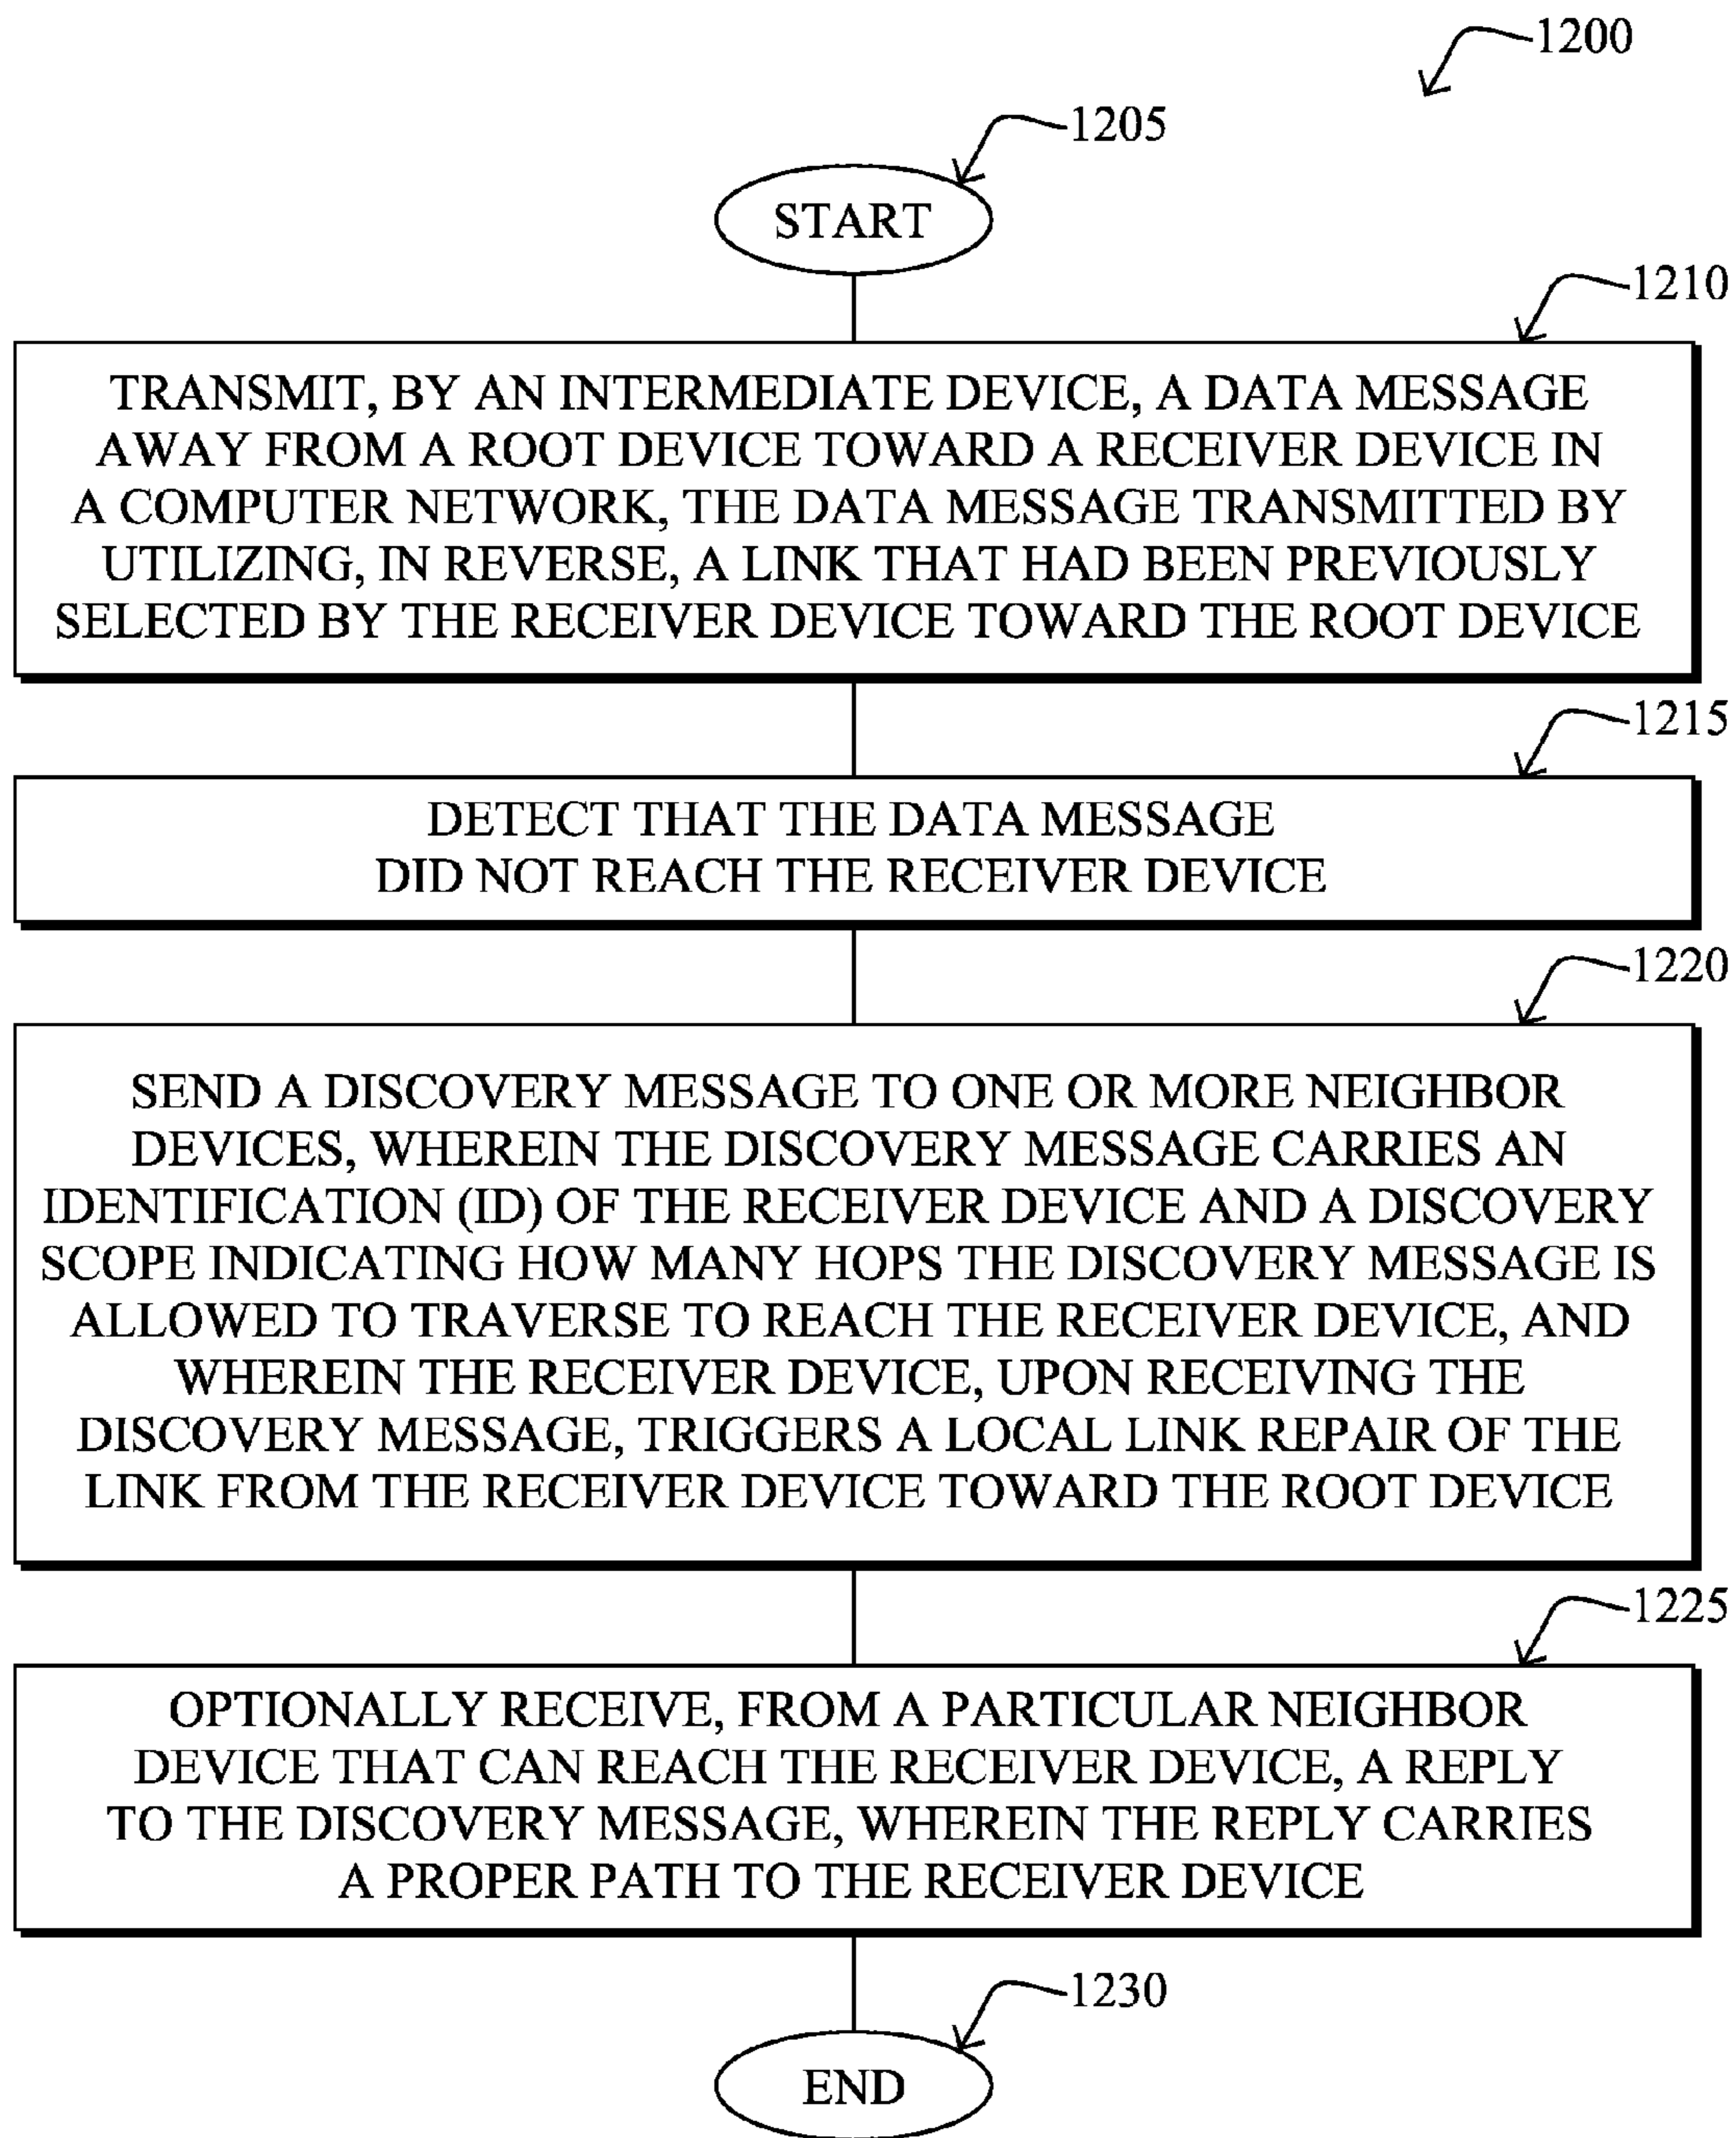 1200
1205
START
1210
TRANSMIT, BY AN INTERMEDIATE DEVICE, A DATA MESSAGE
AWAY FROM A ROOT DEVICE TOWARD A RECEIVER DEVICE IN
A COMPUTER NETWORK, THE DATA MESSAGE TRANSMITTED BY
UTILIZING, IN REVERSE, A LINK THAT HAD BEEN PREVIOUSLY
SELECTED BY THE RECEIVER DEVICE TOWARD THE ROOT DEVICE
1215
DETECT THAT THE DATA MESSAGE
DID NOT REACH THE RECEIVER DEVICE
1220
SEND A DISCOVERY MESSAGE TO ONE OR MORE NEIGHBOR
DEVICES, WHEREIN THE DISCOVERY MESSAGE CARRIES AN
IDENTIFICATION (ID) OF THE RECEIVER DEVICE AND A DISCOVERY
SCOPE INDICATING HOW MANY HOPS THE DISCOVERY MESSAGE IS
ALLOWED TO TRAVERSE TO REACH THE RECEIVER DEVICE, AND
WHEREIN THE RECEIVER DEVICE, UPON RECEIVING THE
DISCOVERY MESSAGE, TRIGGERS A LOCAL LINK REPAIR OF THE
LINK FROM THE RECEIVER DEVICE TOWARD THE ROOT DEVICE
1225
OPTIONALLY RECEIVE, FROM A PARTICULAR NEIGHBOR
DEVICE THAT CAN REACH THE RECEIVER DEVICE, A REPLY
TO THE DISCOVERY MESSAGE, WHEREIN THE REPLY CARRIES
A PROPER PATH TO THE RECEIVER DEVICE
1230
END